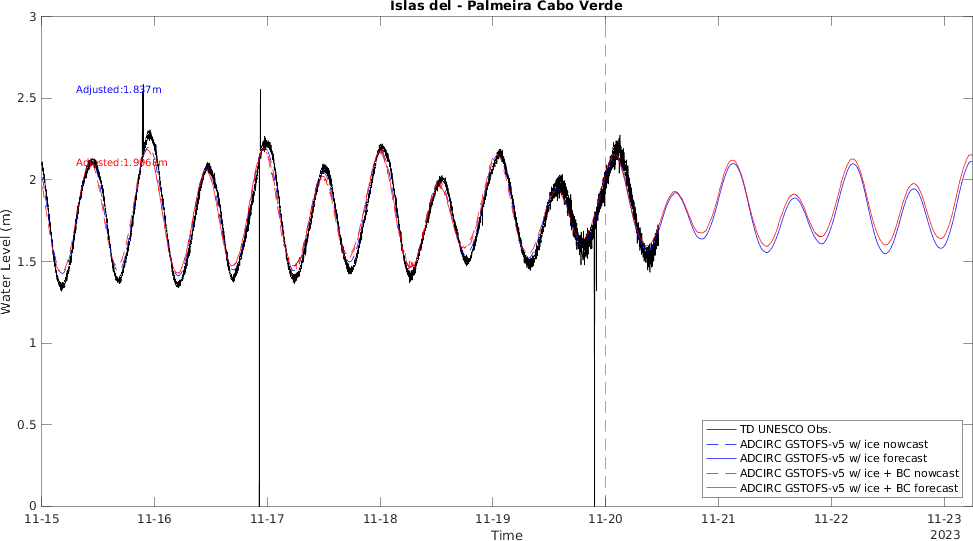 Islas del - Palmeira Cabo Verde
3
2.5
2
1.5
1
0.5
0
Water Level (m)
Adjusted:1.837m
TD UNESCO Obs.
ADCIRC GSTOFS-v5 w/ ice nowcast
ADCIRC GSTOFS-v5 w/ ice forecast
ADCIRC GSTOFS-v5 w/ ice + BC nowcast
ADCIRC GSTOFS-v5 w/ ice + BC forecast
11-15 11-16 11-17 11-18 11-19 11-20 11-21 11-22 11-23
Time 2023